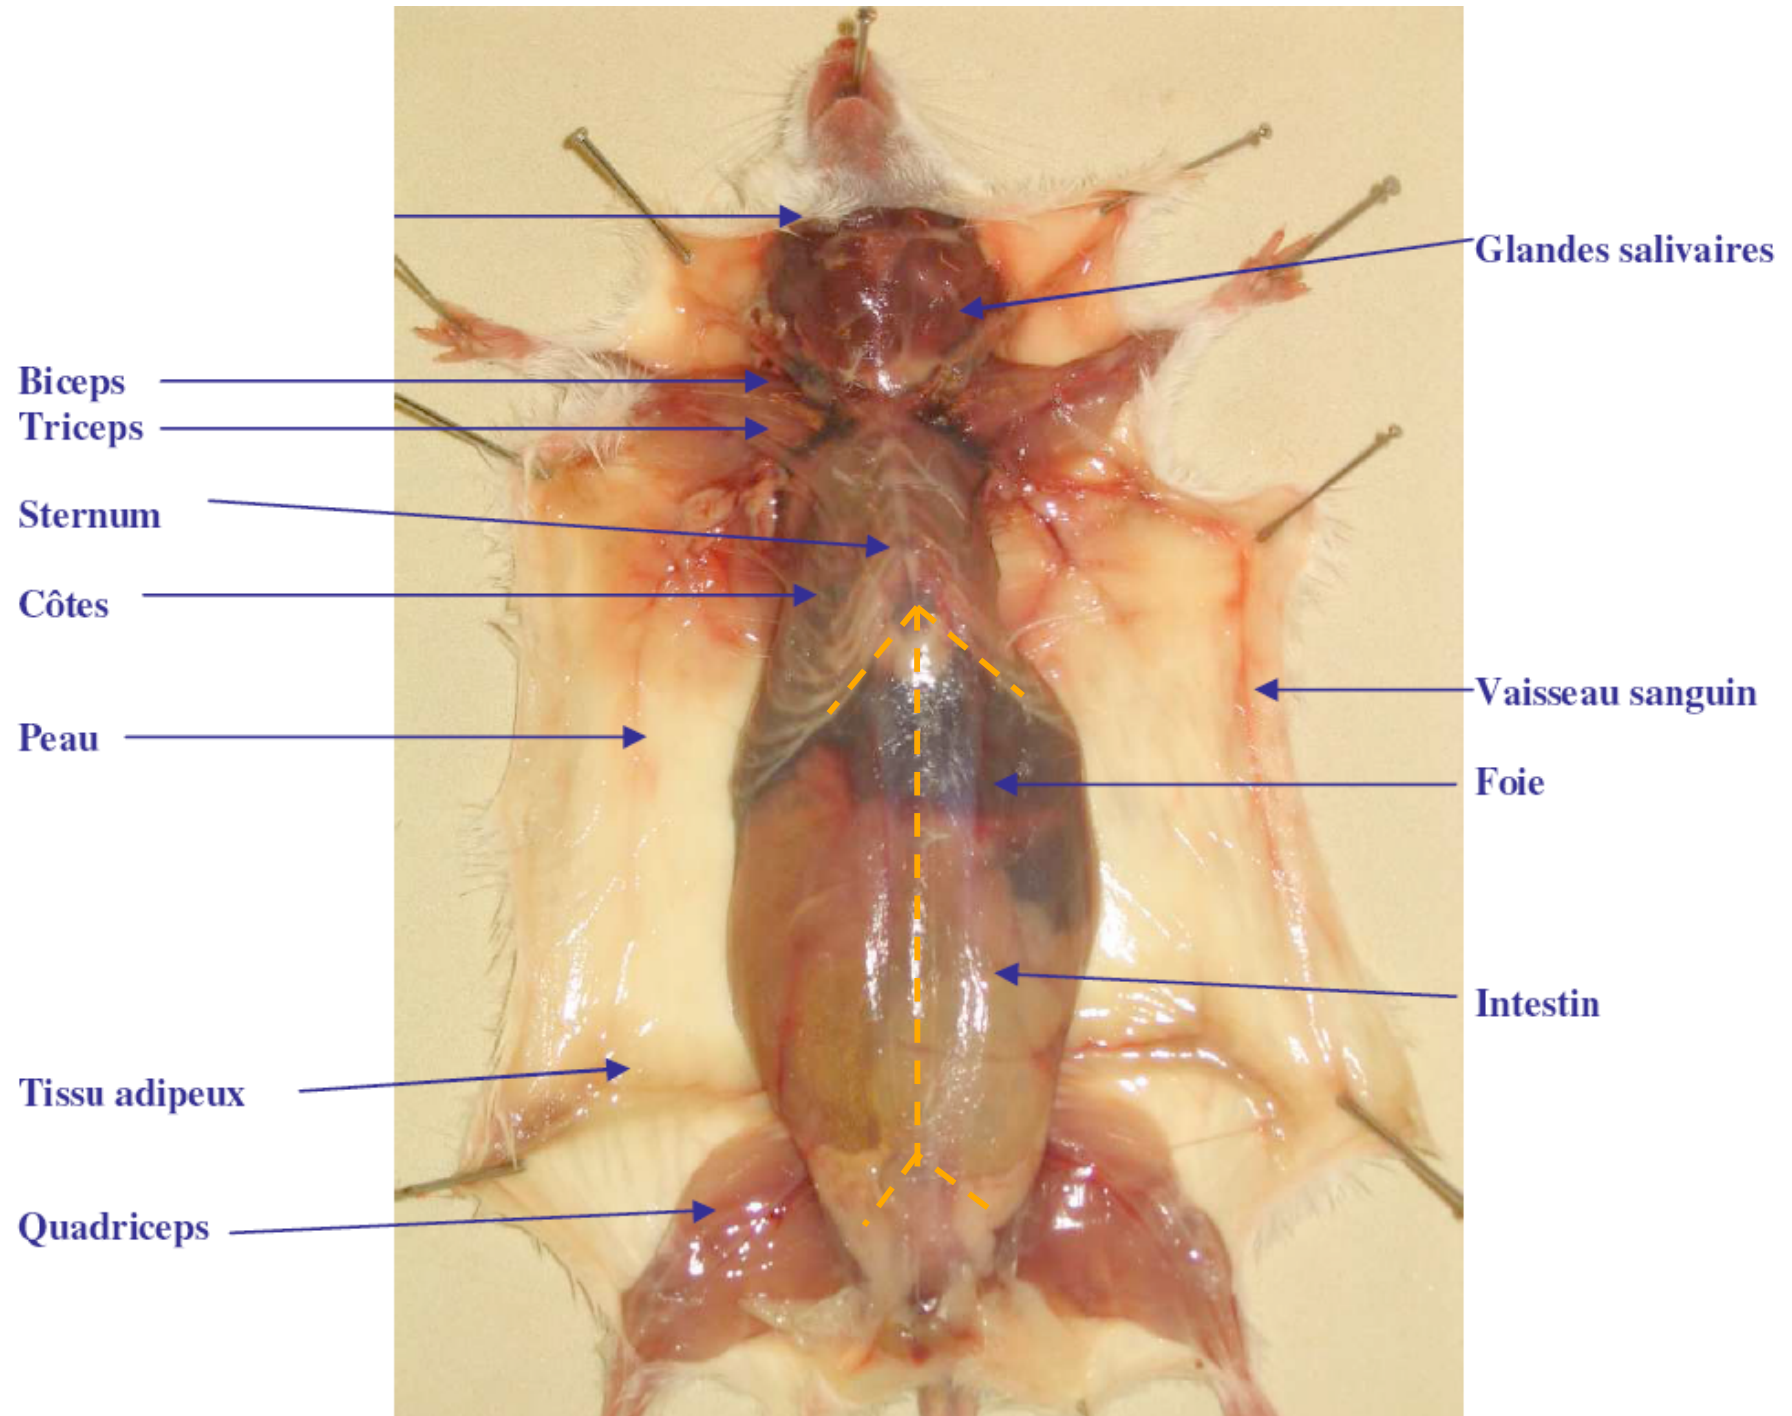 Glandes salivaires
Biceps
Triceps
Sternum
Côtes
Vaisseau sanguin
Peau
Foie
Intestin
Tissu adipeux
Quadriceps